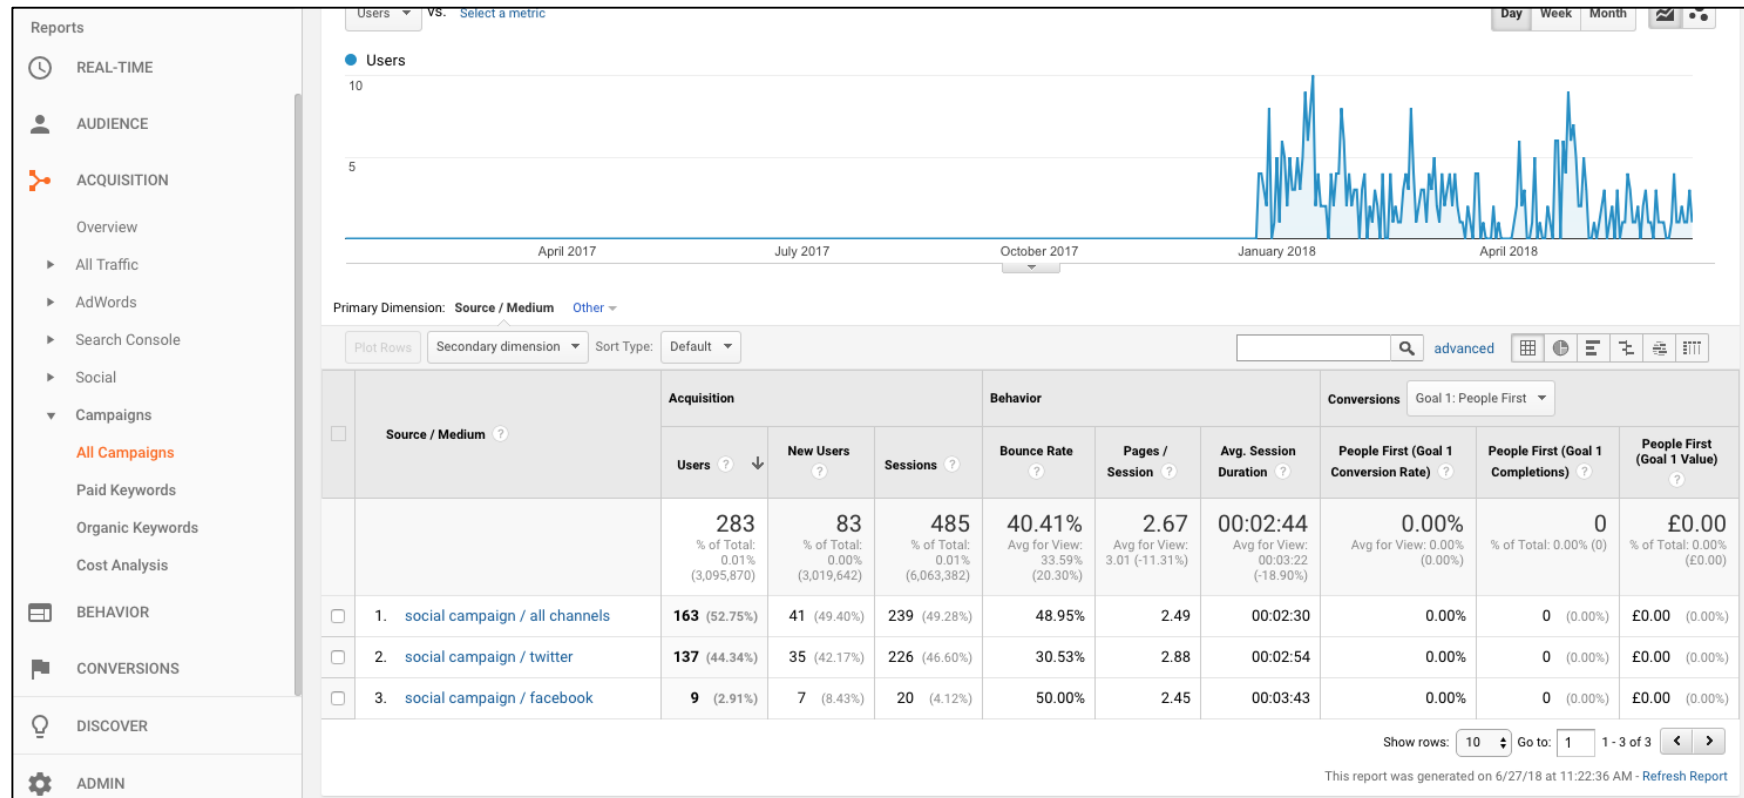 Reports
REAL-TIME
AUDIENCE
ACQUISITION
Overview
All Traffic
AdWords
Search Console
Social
Campaigns
All Campaigns
Paid Keywords
Organic Keywords
Cost Analysis
BEHAVIOR
CONVERSIONS
DISCOVER
ADMIN
Users VS. Select a metric
Day Week Month
Users
10
5
April 2017 July 2017 October 2017 January 2018 April 2018
Primary Dimension: Source / Medium Other
Plot Rows Secondary dimension Sort Type: Default advanced
Acquisition Behavior Conversions Goal 1: People First
Source / Medium ?
Users ?
New Users ?
Sessions ?
Bounce Rate ?
Pages /
Session ?
Avg. Session
Duration ?
People First (Goal 1
Conversion Rate) ?
People First (Goal 1
Completions) ?
People First
(Goal 1 Value)
?
283
% of Total:
0.01%
(3,095,870)
83
% of Total:
0.00%
(3,019,642)
485
% of Total:
0.01%
(6,063,382)
40.41%
Avg for View:
33.59%
(20.30%)
2.67
Avg for View:
3.01 (-11.31%)
00:02:44
Avg for View:
00:03:22
(-18.90%)
0.00%
Avg for View: 0.00%
(0.00%)
0
% of Total: 0.00% (0)
£0.00
% of Total: 0.00%
(£0.00)
1. social campaign / all channels 163 (52.75%) 41 (49.40%) 239 (49.28%) 48.95% 2.49 00:02:30 0.00% 0 (0.00%) £0.00 (0.00%)
2. social campaign / twitter 137 (44.34%) 35 (42.17%) 226 (46.60%) 30.53% 2.88 00:02:54 0.00% 0 (0.00%) £0.00 (0.00%)
3. social campaign / facebook 9 (2.91%) 7 (8.43%) 20 (4.12%) 50.00% 2.45 00:03:43 0.00% 0 (0.00%) £0.00 (0.00%)
Show rows: 10 Go to: 1 1 - 3 of 3
This report was generated on 6/27/18 at 11:22:36 AM - Refresh Report